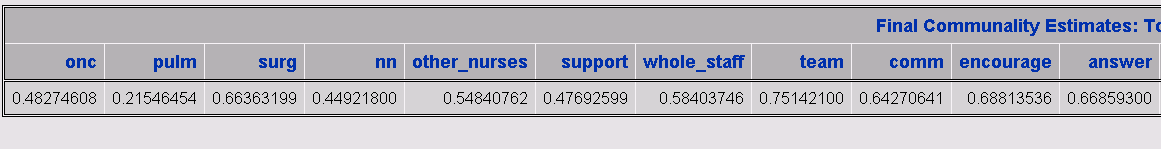 Final Communality Estimates: To
onc pulm surg nn other_nurses support whole_staff team comm encourage answer
0.48274608 0.21546454 0.66363199 0.44921800 0.54840762 0.47692599 0.58403746 0.75142100 0.64270641 0.68813536 0.66859300